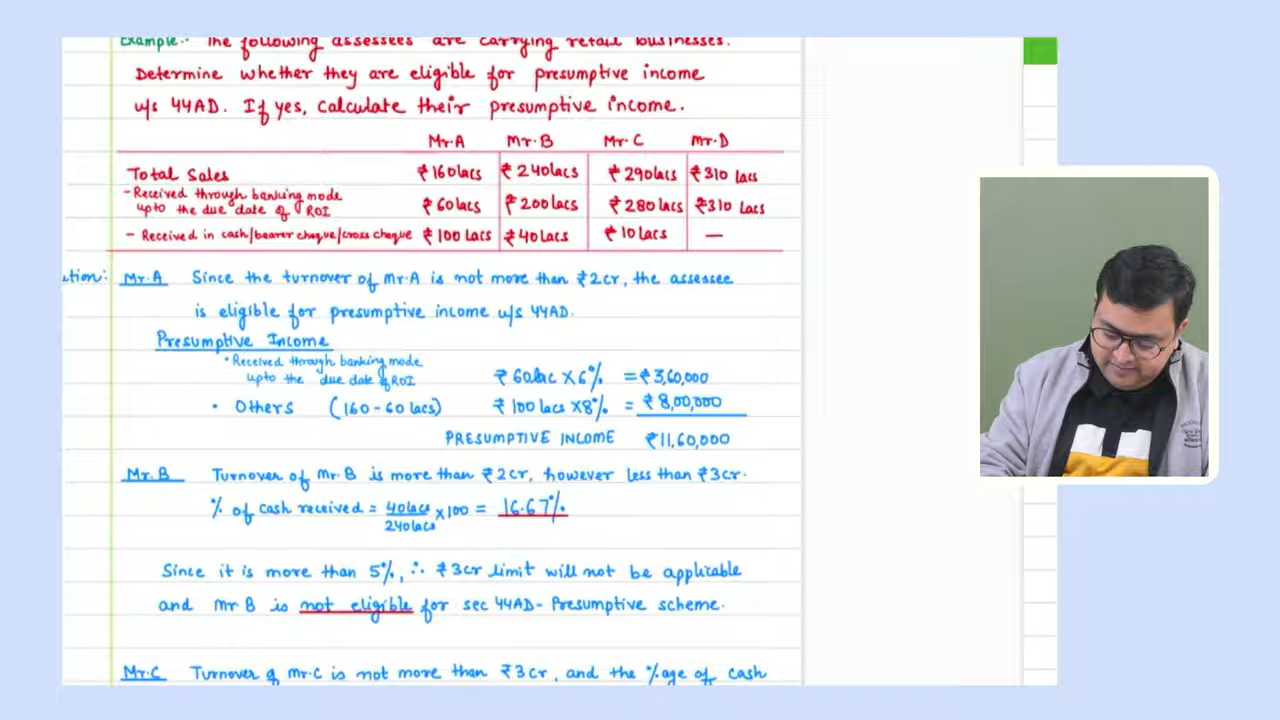 Example:- The following assessees are carrying retail businesses.
Determine whether they are eligible for presumptive income
u/s 44AD. If yes, calculate their presumptive income.
Mr.A Mr.B Mr.C Mr.D
Total Sales ₹160lacs ₹240lacs ₹290lacs ₹310 lacs
- Received through banking mode
upto the due date of ROI ₹60lacs ₹200lacs ₹280lacs ₹310 lacs
- Received in cash/bearer cheque/cross cheque ₹100 lacs ₹40lacs ₹10lacs —
ution: Mr.A Since the turnover of Mr.A is not more than ₹2cr, the assessee
is eligible for presumptive income u/s 44AD.
Presumptive Income
• Received through banking mode
upto the due date of ROI ₹60lac X6% = ₹3,60,000
• Others (160-60 lacs) ₹100 lacs X8% = ₹8,00,000
PRESUMPTIVE INCOME ₹11,60,000
Mr.B Turnover of Mr.B is more than ₹2cr, however less than ₹3cr.
% of cash received = 40lacs/240lacs x100 = 16.67%
Since it is more than 5%, ∴ ₹3cr limit will not be applicable
and Mr B is not eligible for sec 44AD- Presumptive scheme.
Mr.C Turnover of Mr.C is not more than ₹3cr, and the %age of cash